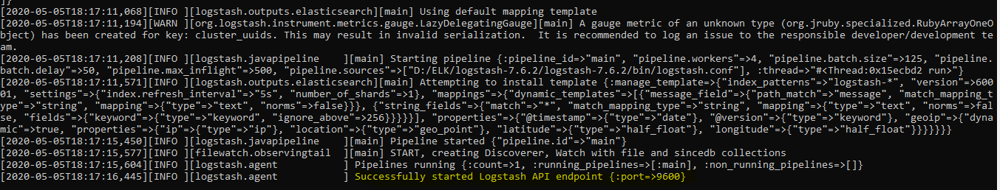 ]}
[2020-05-05T18:17:11,068][INFO ][logstash.outputs.elasticsearch][main] Using default mapping template
[2020-05-05T18:17:11,194][WARN ][org.logstash.instrument.metrics.gauge.LazyDelegatingGauge][main] A gauge metric of an unknown type (org.jruby.specialized.RubyArrayOneO
bject) has been created for key: cluster_uuids. This may result in invalid serialization.  It is recommended to log an issue to the responsible developer/development te
am.
[2020-05-05T18:17:11,208][INFO ][logstash.javapipeline    ][main] Starting pipeline {:pipeline_id=>"main", "pipeline.workers"=>4, "pipeline.batch.size"=>125, "pipeline.
batch.delay"=>50, "pipeline.max_inflight"=>500, "pipeline.sources"=>["D:/ELK/logstash-7.6.2/logstash-7.6.2/bin/logstash.conf"], :thread=>"#<Thread:0x15ecbd2 run>"}
[2020-05-05T18:17:11,571][INFO ][logstash.outputs.elasticsearch][main] Attempting to install template {:manage_template=>{"index_patterns"=>"logstash-*", "version"=>600
01, "settings"=>{"index.refresh_interval"=>"5s", "number_of_shards"=>1}, "mappings"=>{"dynamic_templates"=>[{"message_field"=>{"path_match"=>"message", "match_mapping_t
ype"=>"string", "mapping"=>{"type"=>"text", "norms"=>false}}}, {"string_fields"=>{"match"=>"*", "match_mapping_type"=>"string", "mapping"=>{"type"=>"text", "norms"=>fal
se, "fields"=>{"keyword"=>{"type"=>"keyword", "ignore_above"=>256}}}}}], "properties"=>{"@timestamp"=>{"type"=>"date"}, "@version"=>{"type"=>"keyword"}, "geoip"=>{"dyna
mic"=>true, "properties"=>{"ip"=>{"type"=>"ip"}, "location"=>{"type"=>"geo_point"}, "latitude"=>{"type"=>"half_float"}, "longitude"=>{"type"=>"half_float"}}}}}}}
[2020-05-05T18:17:15,450][INFO ][logstash.javapipeline    ][main] Pipeline started {"pipeline.id"=>"main"}
[2020-05-05T18:17:15,577][INFO ][filewatch.observingtail  ][main] START, creating Discoverer, Watch with file and sincedb collections
[2020-05-05T18:17:15,604][INFO ][logstash.agent           ] Pipelines running {:count=>1, :running_pipelines=>[:main], :non_running_pipelines=>[]}
[2020-05-05T18:17:16,445][INFO ][logstash.agent           ] Successfully started Logstash API endpoint {:port=>9600}